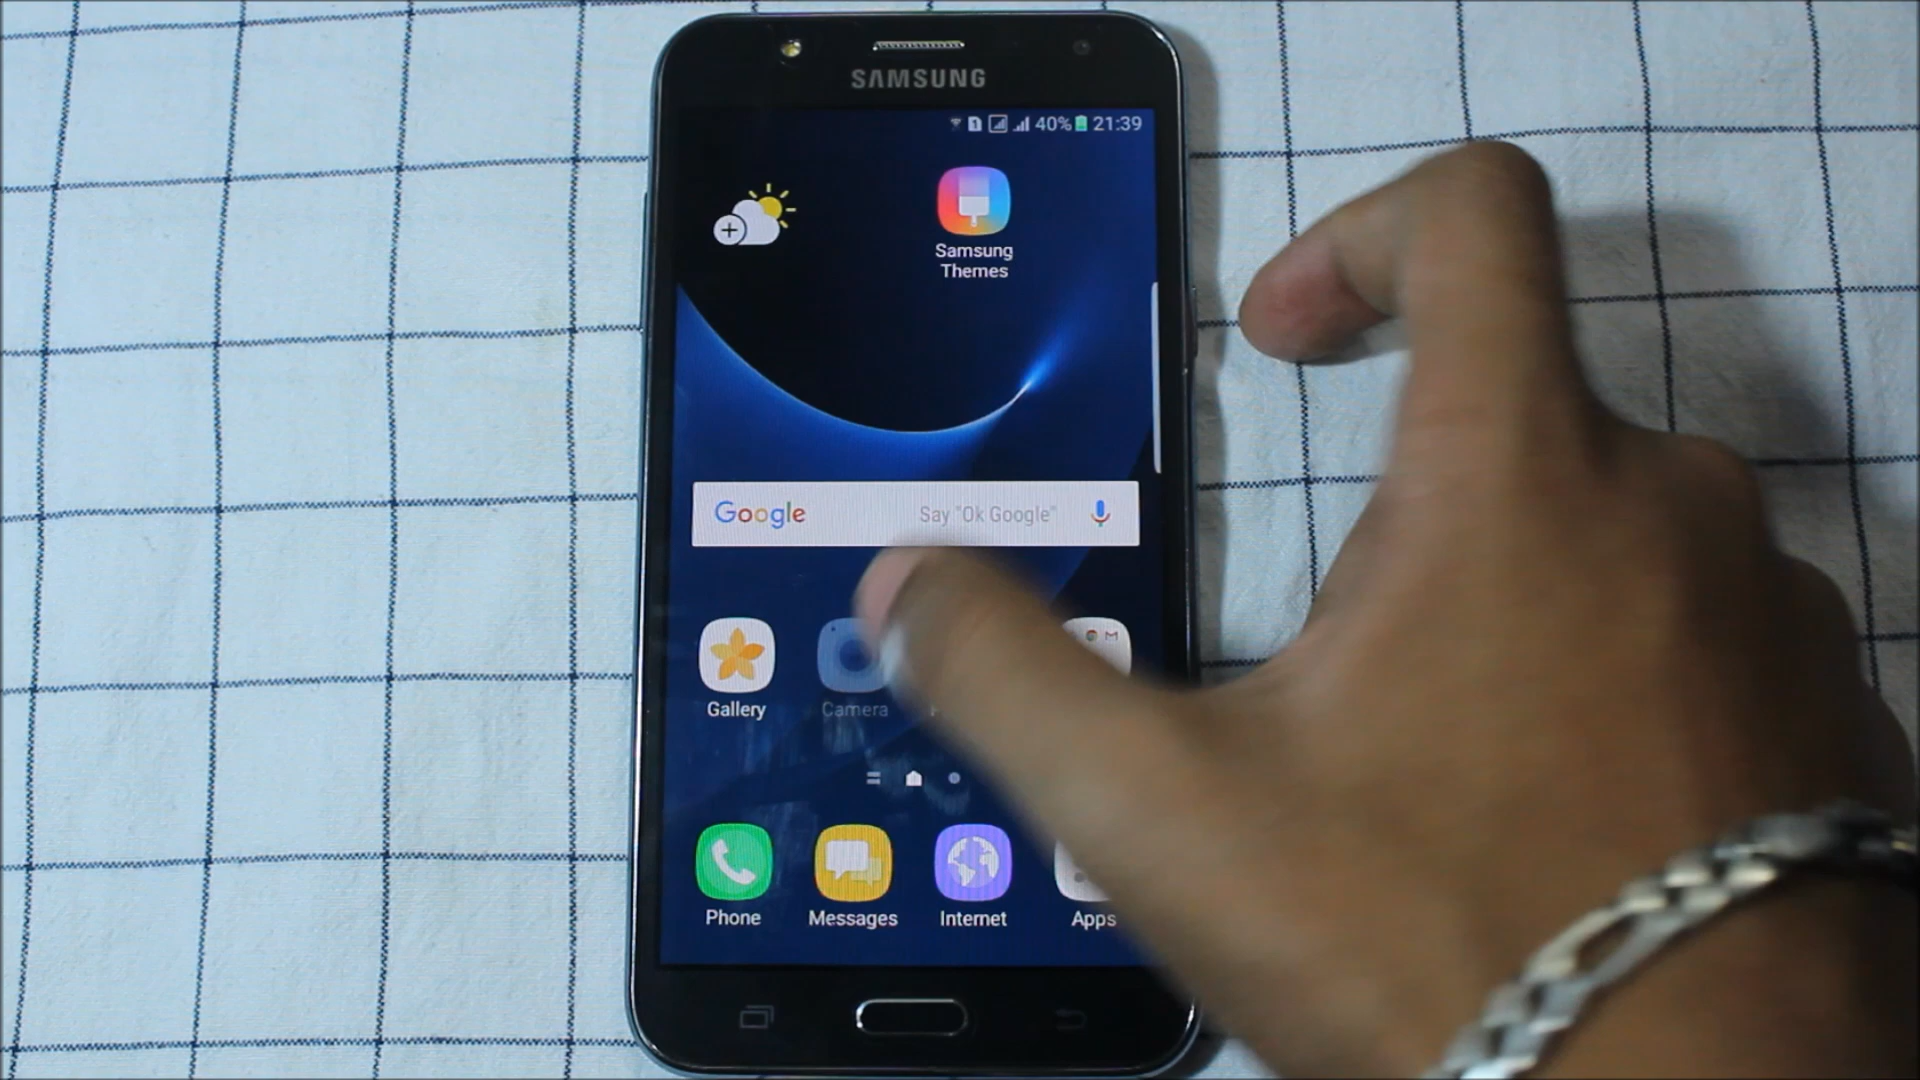 SAMSUNG
40% 21:39
Samsung
Themes
Google Say "Ok Google"
Gallery Camera
Phone Messages Internet Apps